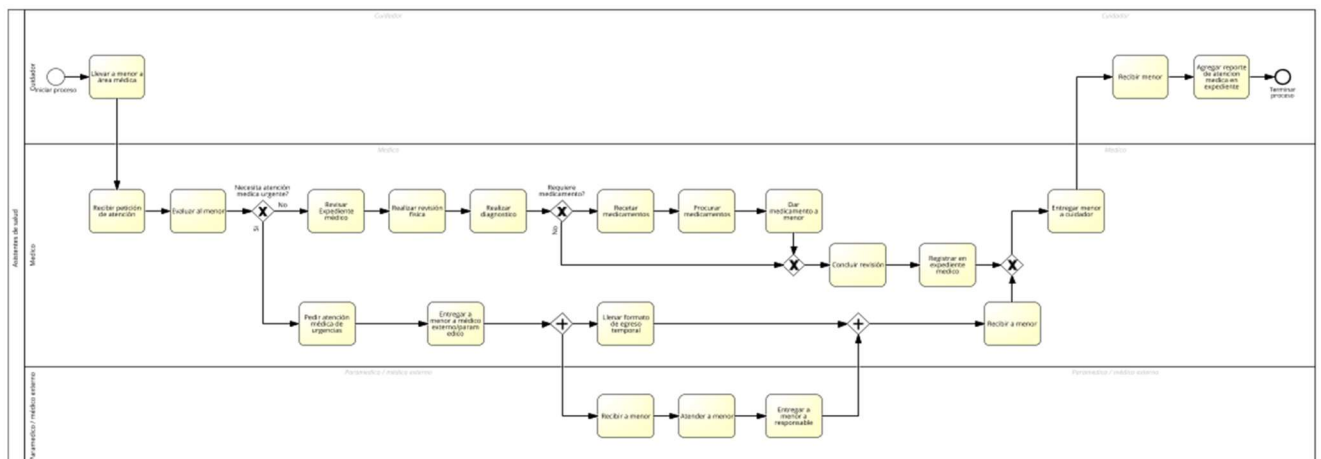 Cuidador
Cuidador
Asistentes de salud
Cuidador
Iniciar proceso
Llevar a menor a
área médica
Recibir menor
Agregar reporte
de atencion
medica en
expediente
Terminar
proceso
Medico
Medico
Medico
Recibir petición
de atención
Evaluar al menor
Necesita atención
medica urgente?
No
Si
Revisar
Expediente
médico
Realizar revisión
física
Realizar
diagnostico
Requiere
medicamento?
No
Recetar
medicamentos
Procurar
medicamentos
Dar
medicamento a
menor
Concluir revisión
Registrar en
expediente
medico
Entregar menor
a cuidador
Pedir atención
médica de
urgencias
Entregar a
menor a médico
externo/param
edico
Llenar formato
de egreso
temporal
Recibir a menor
Paramedico / médico externo
Paramedico / médico externo
Paramedico / médico externo
Recibir a menor
Atender a menor
Entregar a
menor a
responsable